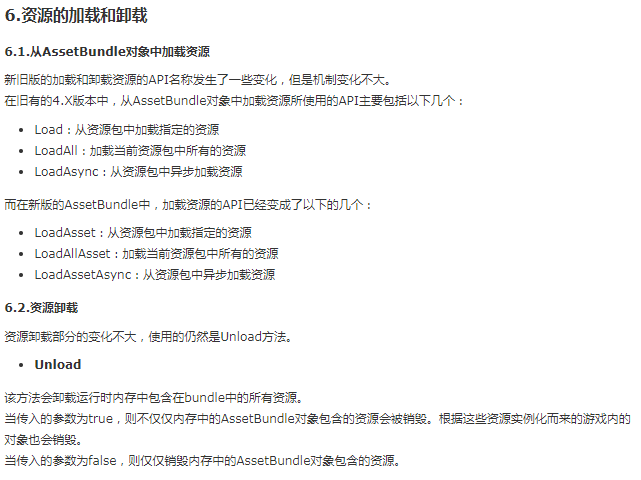 6.资源的加载和卸载
6.1.从AssetBundle对象中加载资源
新旧版的加载和卸载资源的API名称发生了一些变化，但是机制变化不大。
在旧有的4.X版本中，从AssetBundle对象中加载资源所使用的API主要包括以下几个：
• Load：从资源包中加载指定的资源
• LoadAll：加载当前资源包中所有的资源
• LoadAsync：从资源包中异步加载资源
而在新版的AssetBundle中，加载资源的API已经变成了以下的几个：
• LoadAsset：从资源包中加载指定的资源
• LoadAllAsset：加载当前资源包中所有的资源
• LoadAssetAsync：从资源包中异步加载资源
6.2.资源卸载
资源卸载部分的变化不大，使用的仍然是Unload方法。
• Unload
该方法会卸载运行时内存中包含在bundle中的所有资源。
当传入的参数为true，则不仅仅内存中的AssetBundle对象包含的资源会被销毁。根据这些资源实例化而来的游戏内的
对象也会销毁。
当传入的参数为false，则仅仅销毁内存中的AssetBundle对象包含的资源。